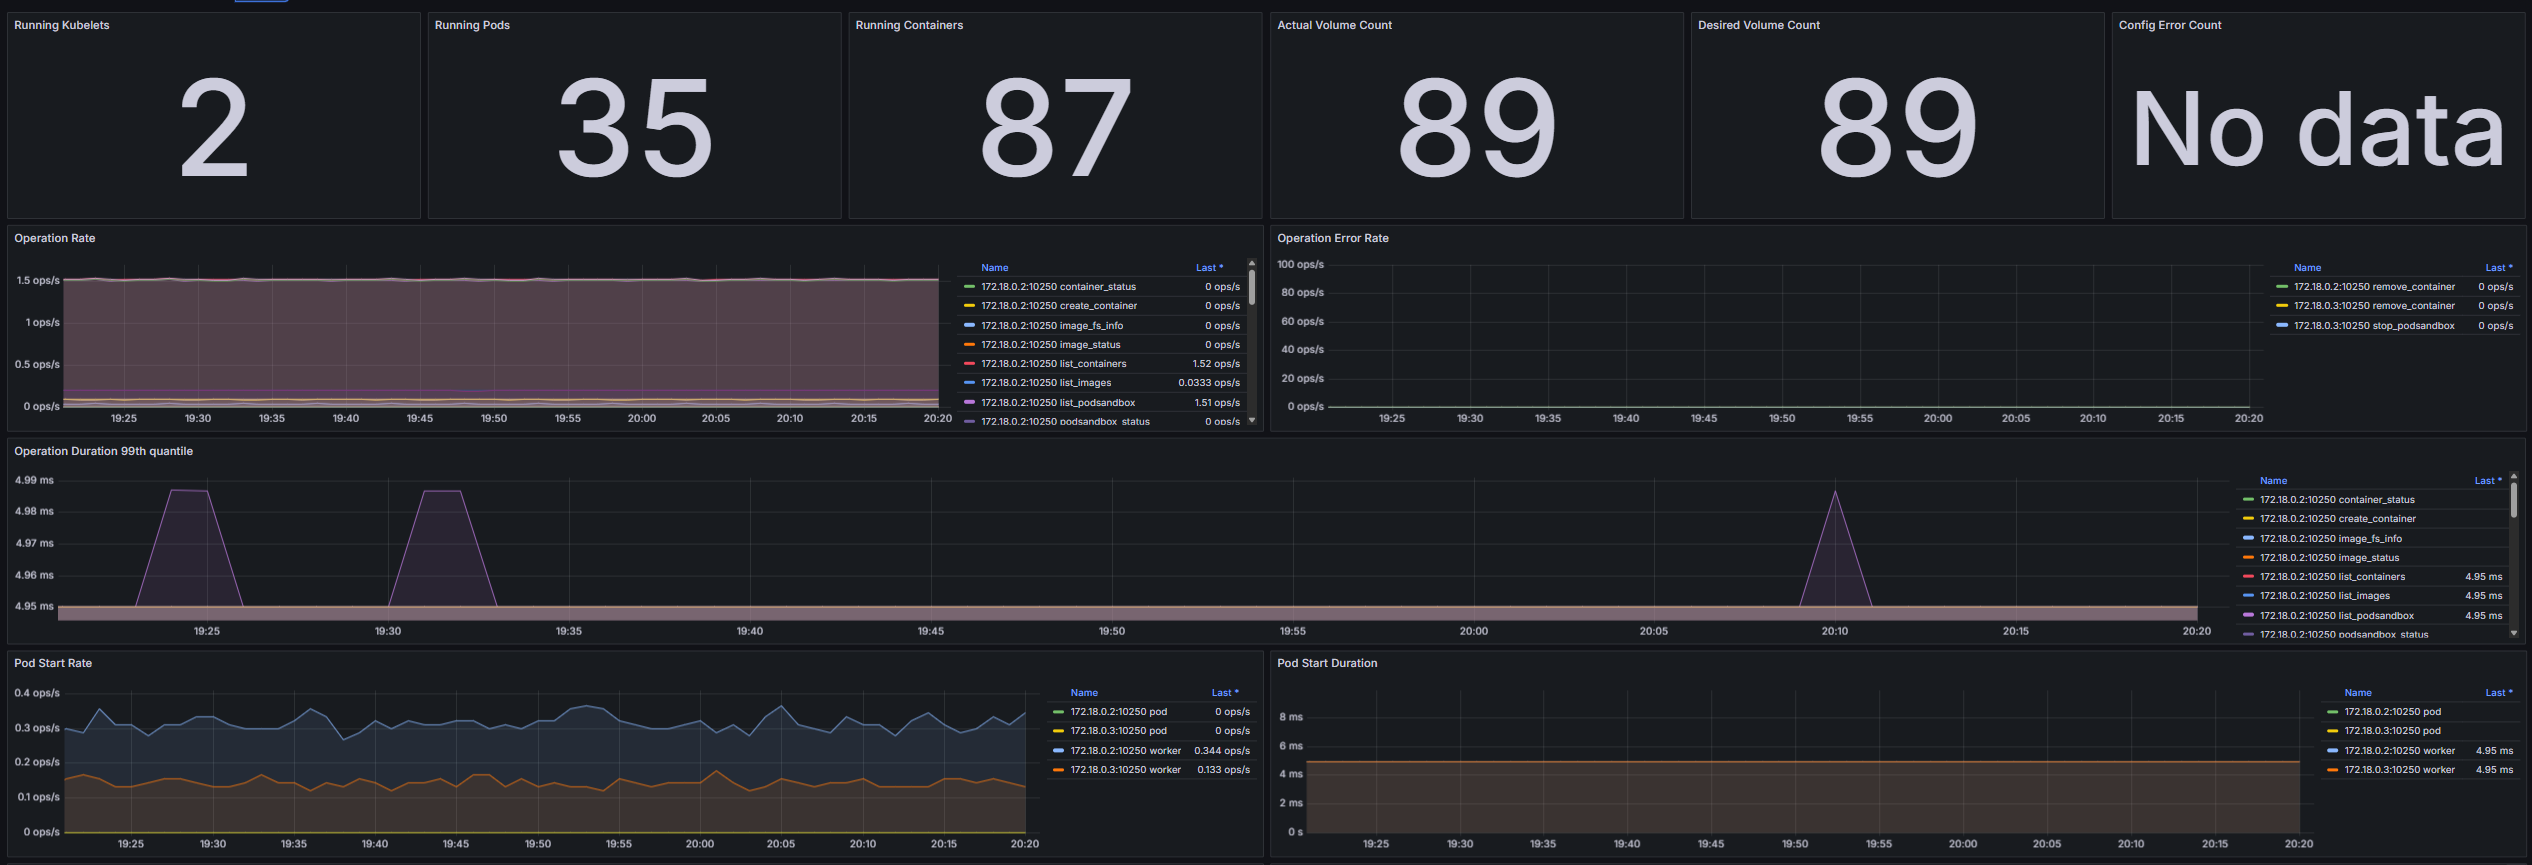 Running Kubelets
2
Running Pods
35
Running Containers
87
Actual Volume Count
89
Desired Volume Count
89
Config Error Count
No data
Operation Rate
1.5 ops/s
1 ops/s
0.5 ops/s
0 ops/s
19:25 19:30 19:35 19:40 19:45 19:50 19:55 20:00 20:05 20:10 20:15 20:20
Name Last *
172.18.0.2:10250 container_status 0 ops/s
172.18.0.2:10250 create_container 0 ops/s
172.18.0.2:10250 image_fs_info 0 ops/s
172.18.0.2:10250 image_status 0 ops/s
172.18.0.2:10250 list_containers 1.52 ops/s
172.18.0.2:10250 list_images 0.0333 ops/s
172.18.0.2:10250 list_podsandbox 1.51 ops/s
172.18.0.2:10250 podsandbox_status 0 ops/s
Operation Error Rate
100 ops/s
80 ops/s
60 ops/s
40 ops/s
20 ops/s
0 ops/s
19:25 19:30 19:35 19:40 19:45 19:50 19:55 20:00 20:05 20:10 20:15 20:20
Name Last *
172.18.0.2:10250 remove_container 0 ops/s
172.18.0.3:10250 remove_container 0 ops/s
172.18.0.3:10250 stop_podsandbox 0 ops/s
Operation Duration 99th quantile
4.99 ms
4.98 ms
4.97 ms
4.96 ms
4.95 ms
19:25 19:30 19:35 19:40 19:45 19:50 19:55 20:00 20:05 20:10 20:15 20:20
Name Last *
172.18.0.2:10250 container_status
172.18.0.2:10250 create_container
172.18.0.2:10250 image_fs_info
172.18.0.2:10250 image_status
172.18.0.2:10250 list_containers 4.95 ms
172.18.0.2:10250 list_images 4.95 ms
172.18.0.2:10250 list_podsandbox 4.95 ms
172.18.0.2:10250 podsandbox_status
Pod Start Rate
0.4 ops/s
0.3 ops/s
0.2 ops/s
0.1 ops/s
0 ops/s
19:25 19:30 19:35 19:40 19:45 19:50 19:55 20:00 20:05 20:10 20:15 20:20
Name Last *
172.18.0.2:10250 pod 0 ops/s
172.18.0.3:10250 pod 0 ops/s
172.18.0.2:10250 worker 0.344 ops/s
172.18.0.3:10250 worker 0.133 ops/s
Pod Start Duration
8 ms
6 ms
4 ms
2 ms
0 s
19:25 19:30 19:35 19:40 19:45 19:50 19:55 20:00 20:05 20:10 20:15 20:20
Name Last *
172.18.0.2:10250 pod
172.18.0.3:10250 pod
172.18.0.2:10250 worker 4.95 ms
172.18.0.3:10250 worker 4.95 ms